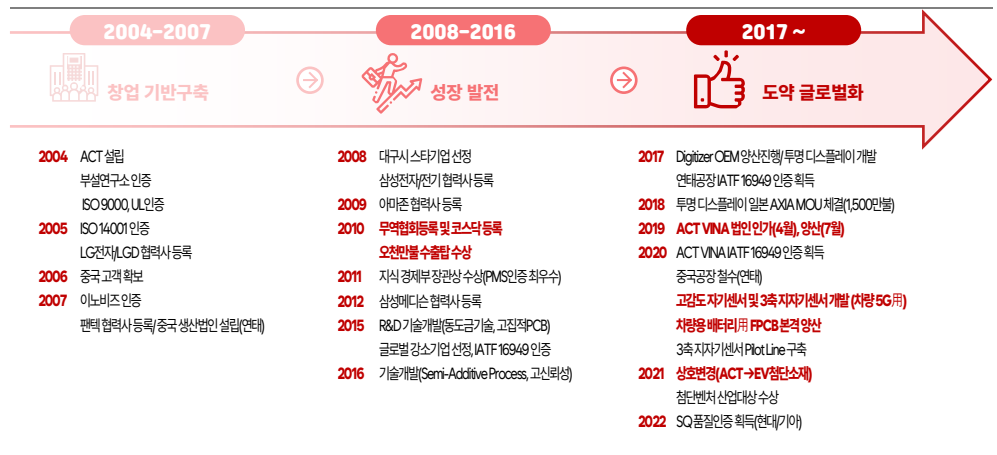 2004-2007
창업 기반구축
2008-2016
성장 발전
2017 ~
도약 글로벌화
2004 ACT 설립
부설연구소 인증
ISO 9000, UL인증
2005 ISO 14001 인증
LG전자/LGD 협력사 등록
2006 중국 고객 확보
2007 이노비즈 인증
팬텍 협력사 등록/중국 생산법인 설립(연태)
2008 대구시 스타기업 선정
삼성전자/전기 협력사 등록
2009 아마존 협력사 등록
2010 무역협회등록 및 코스닥 등록
오천만불 수출탑 수상
2011 지식 경제부 장관상 수상(PMS인증 최우수)
2012 삼성메디슨 협력사 등록
2015 R&D 기술개발(동도금기술, 고집적PCB)
글로벌 강소기업 선정, IATF 16949 인증
2016 기술개발(Semi-Additive Process, 고신뢰성)
2017 Digitizer OEM 양산진행/ 투명 디스플레이 개발
연태공장 IATF 16949 인증 획득
2018 투명 디스플레이 일본 AXIA MOU 체결(1,500만불)
2019 ACT VINA 법인 인가(4월), 양산(7월)
2020 ACT VINA IATF 16949 인증 획득
중국공장 철수(연태)
고감도 자기센서 및 3축 지자기센서 개발 (차량 5G用)
차량용 배터리用 FPCB 본격 양산
3축 지자기센서 Pilot Line 구축
2021 상호변경(ACT→EV첨단소재)
첨단벤처 산업대상 수상
2022 SQ 품질인증 획득(현대/기아)